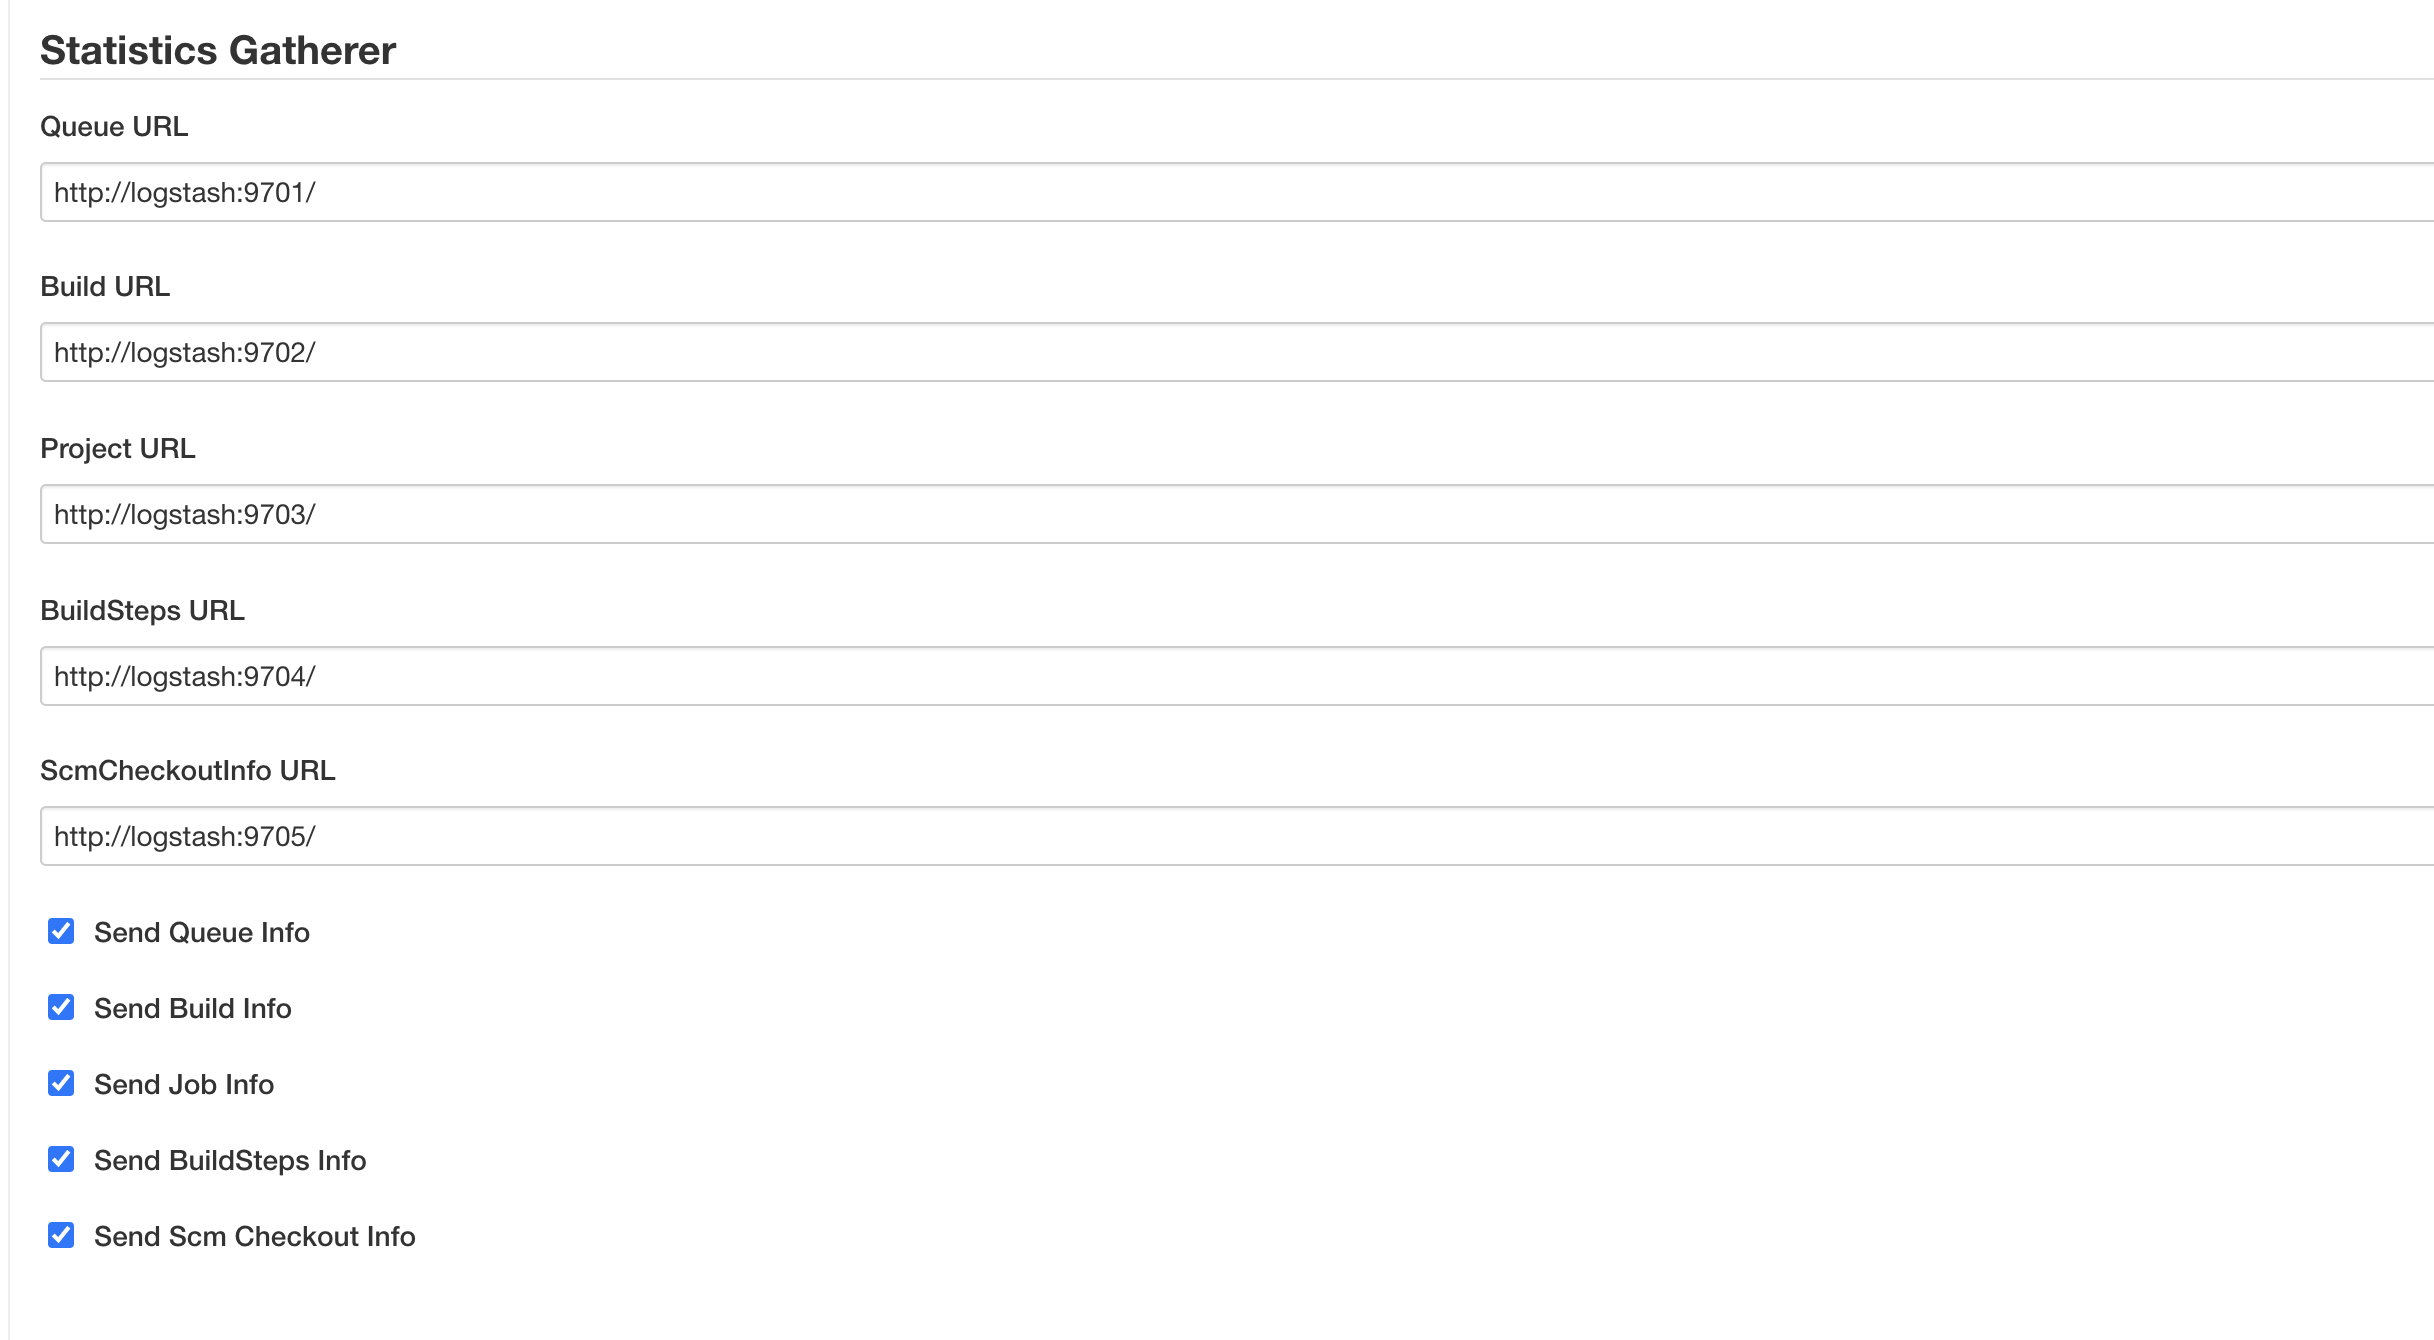 Statistics Gatherer
Queue URL
http://logstash:9701/
Build URL
http://logstash:9702/
Project URL
http://logstash:9703/
BuildSteps URL
http://logstash:9704/
ScmCheckoutInfo URL
http://logstash:9705/
Send Queue Info
Send Build Info
Send Job Info
Send BuildSteps Info
Send Scm Checkout Info